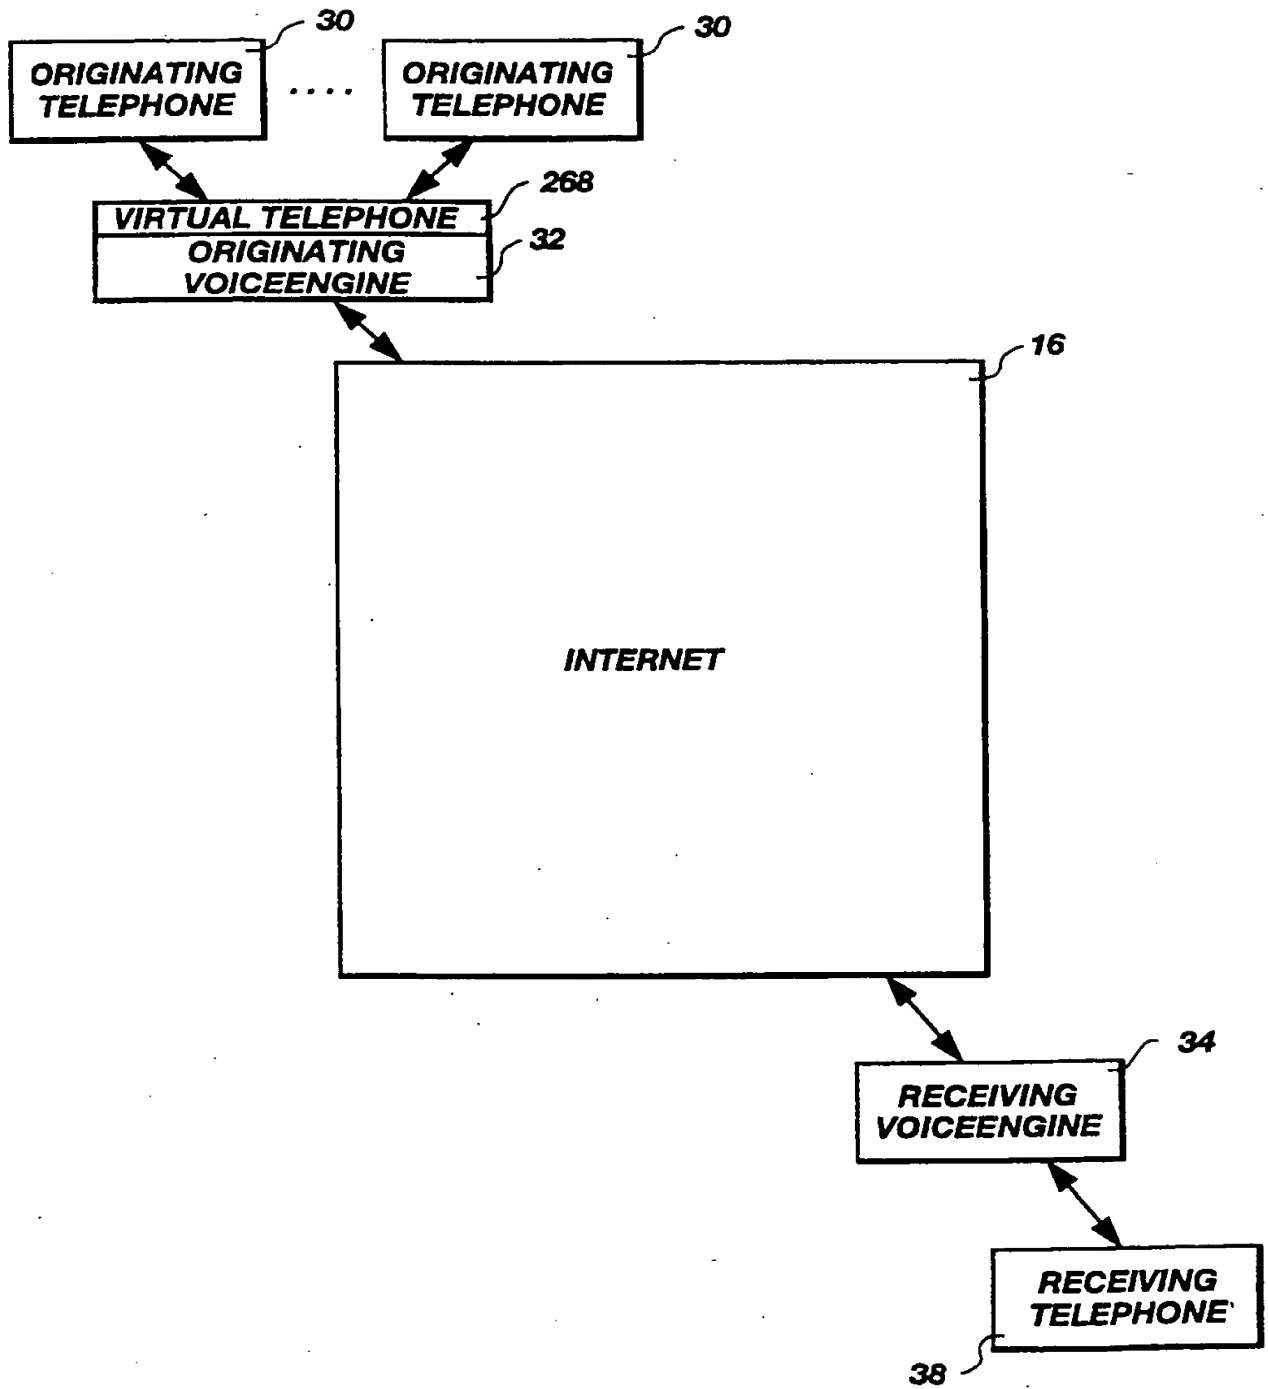 30
30
ORIGINATING
TELEPHONE
. . . .
ORIGINATING
TELEPHONE
268
VIRTUAL TELEPHONE
32
ORIGINATING
VOICEENGINE
16
INTERNET
34
RECEIVING
VOICEENGINE
RECEIVING
TELEPHONE
38